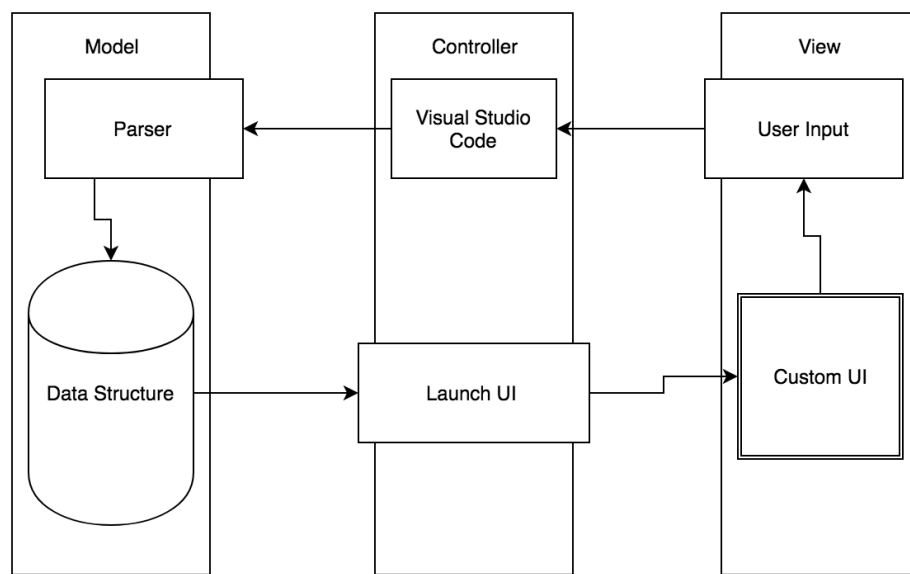 Model
Controller
View
Parser
Visual Studio
Code
User Input
Data Structure
Launch UI
Custom UI